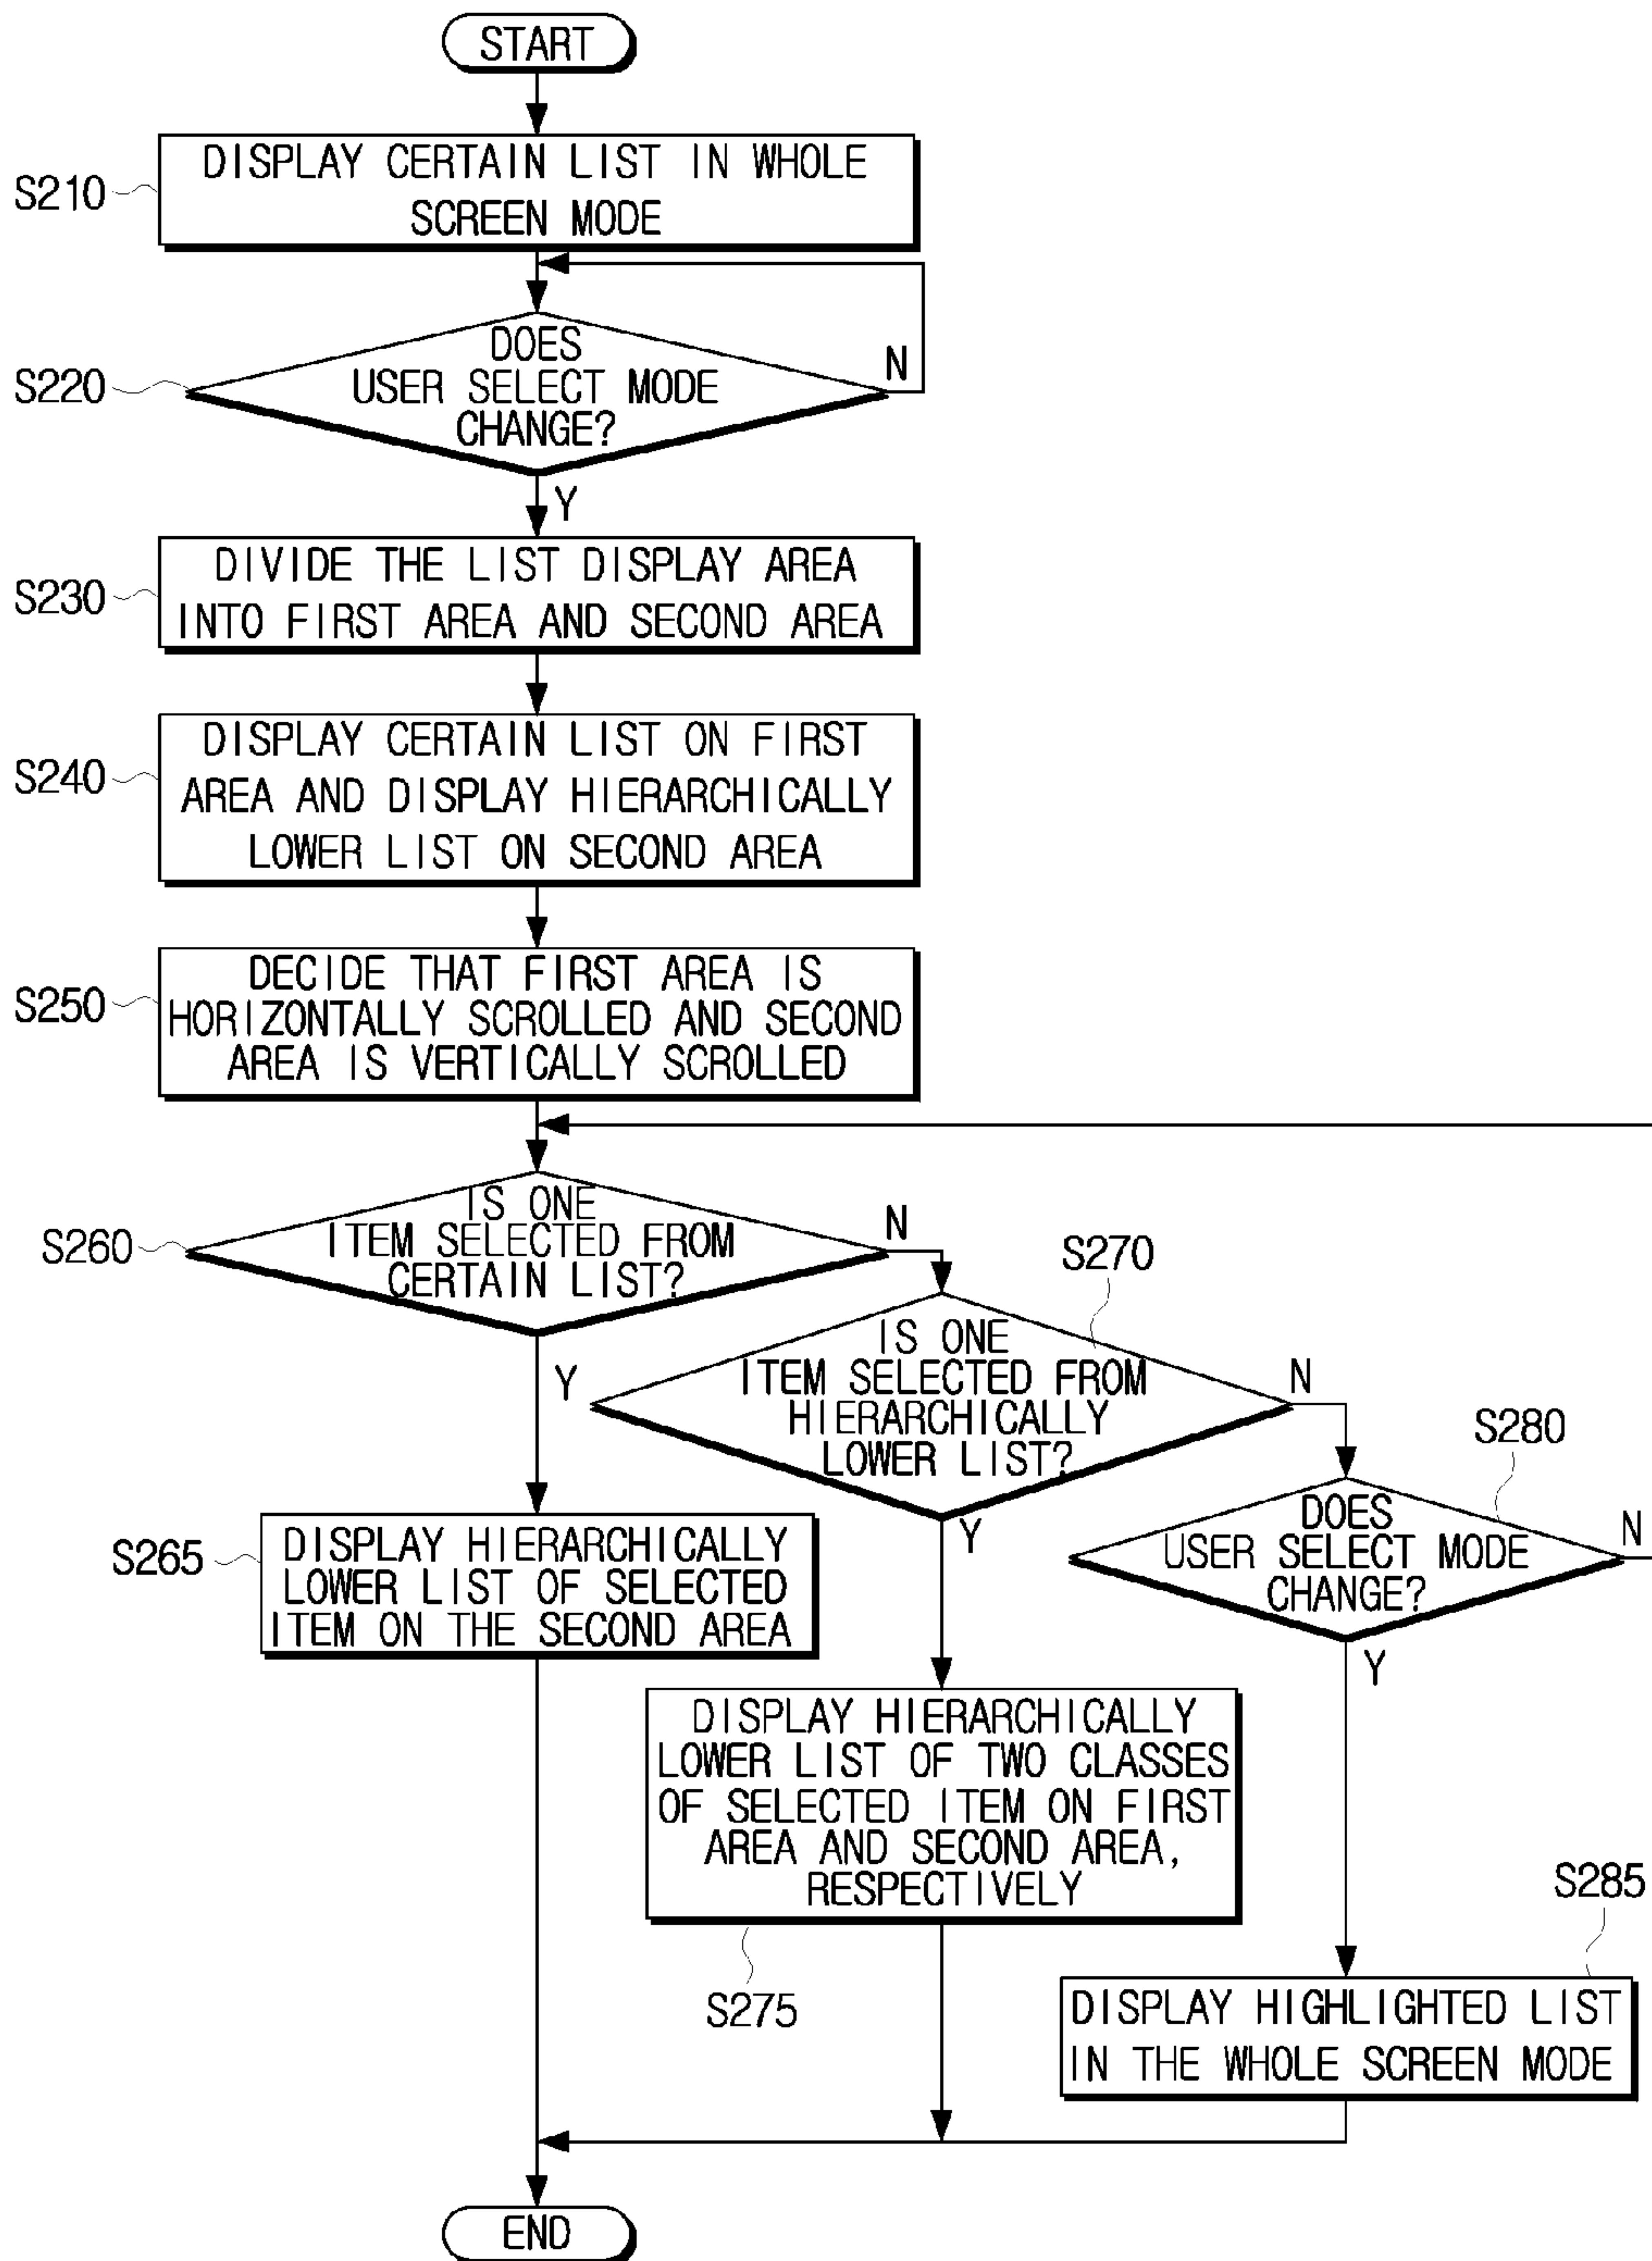 START
S210
DISPLAY CERTAIN LIST IN WHOLE
SCREEN MODE
S220
DOES
USER SELECT MODE
CHANGE?
N
Y
S230
DIVIDE THE LIST DISPLAY AREA
INTO FIRST AREA AND SECOND AREA
S240
DISPLAY CERTAIN LIST ON FIRST
AREA AND DISPLAY HIERARCHICALLY
LOWER LIST ON SECOND AREA
S250
DECIDE THAT FIRST AREA IS
HORIZONTALLY SCROLLED AND SECOND
AREA IS VERTICALLY SCROLLED
S260
IS ONE
ITEM SELECTED FROM
CERTAIN LIST?
N
Y
S270
IS ONE
ITEM SELECTED FROM
HIERARCHICALLY
LOWER LIST?
N
Y
S280
DOES
USER SELECT MODE
CHANGE?
N
Y
S265
DISPLAY HIERARCHICALLY
LOWER LIST OF SELECTED
ITEM ON THE SECOND AREA
DISPLAY HIERARCHICALLY
LOWER LIST OF TWO CLASSES
OF SELECTED ITEM ON FIRST
AREA AND SECOND AREA,
RESPECTIVELY
S275
S285
DISPLAY HIGHLIGHTED LIST
IN THE WHOLE SCREEN MODE
END